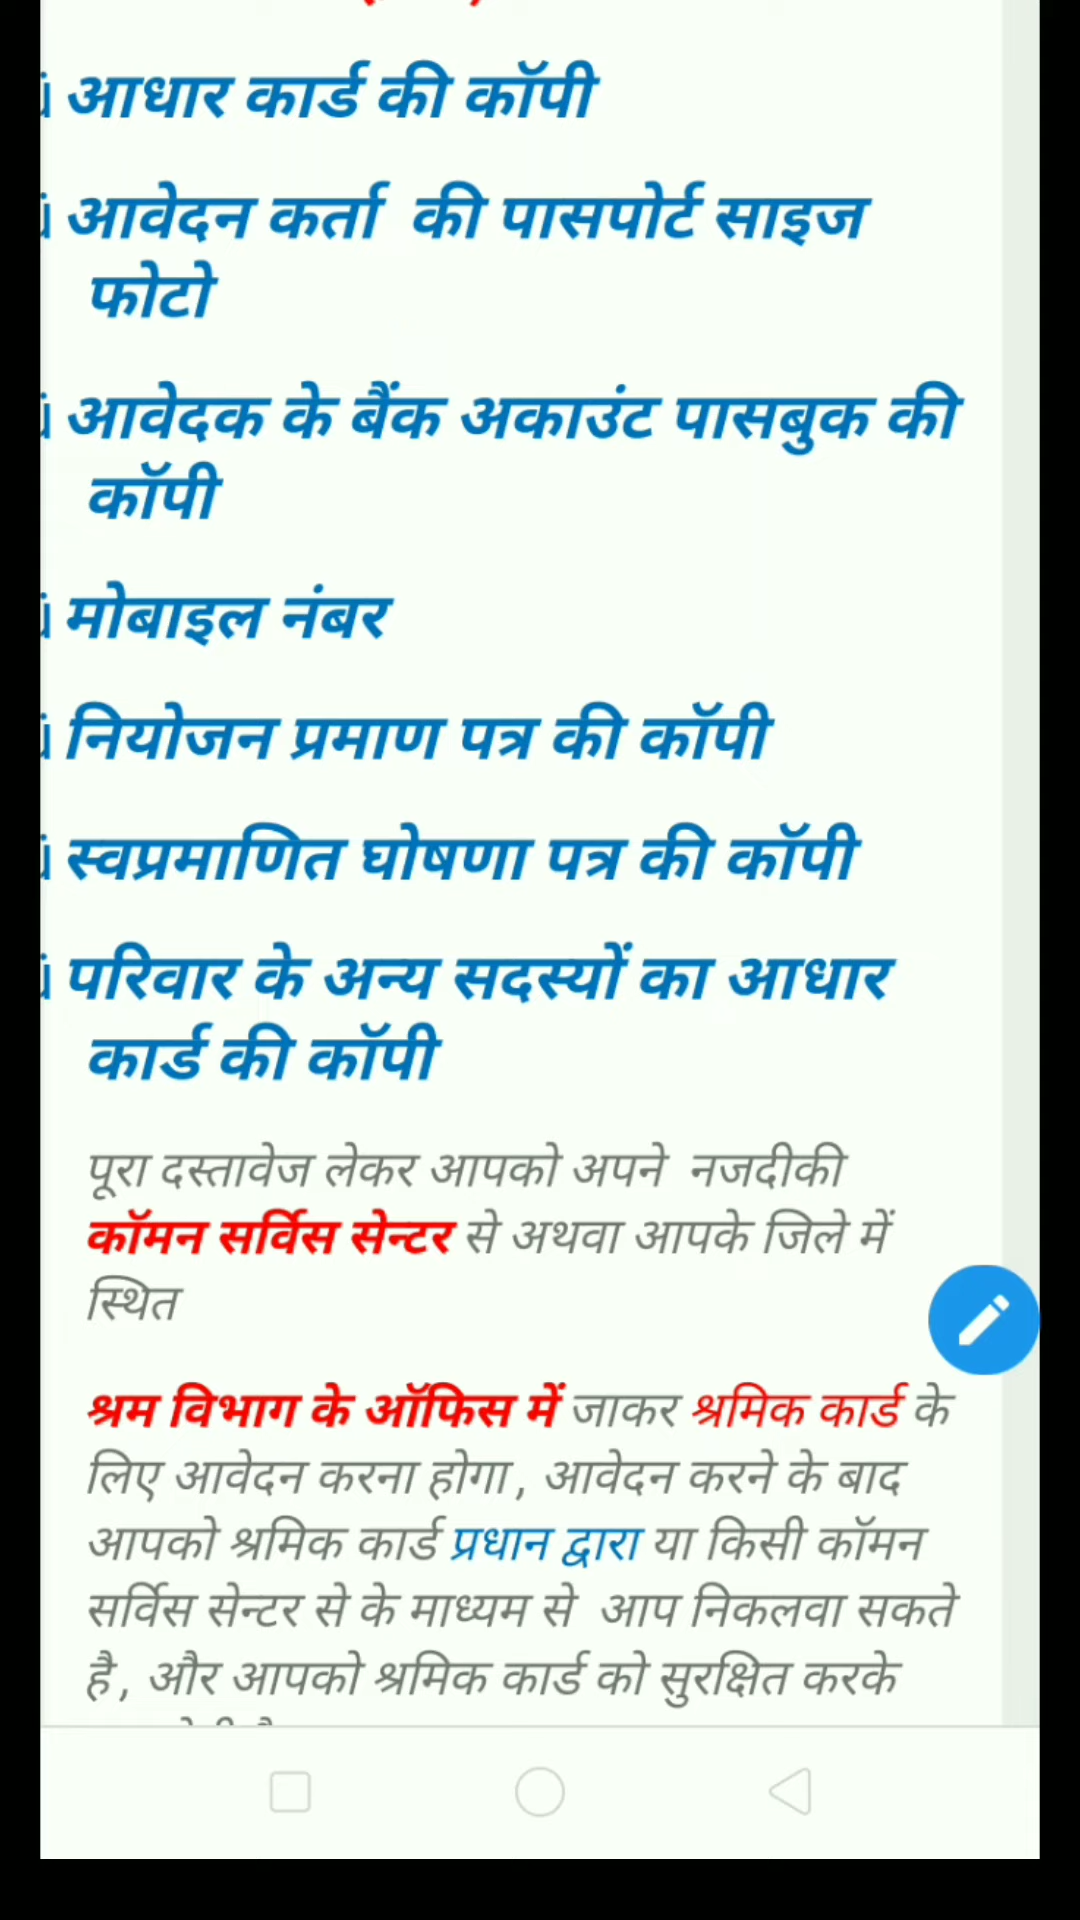 आधार कार्ड की कॉपी
आवेदन कर्ता की पासपोर्ट साइज
फोटो
आवेदक के बैंक अकाउंट पासबुक की
कॉपी
मोबाइल नंबर
नियोजन प्रमाण पत्र की कॉपी
स्वप्रमाणित घोषणा पत्र की कॉपी
परिवार के अन्य सदस्यों का आधार
कार्ड की कॉपी
पूरा दस्तावेज लेकर आपको अपने नजदीकी
कॉमन सर्विस सेन्टर से अथवा आपके जिले में
स्थित
श्रम विभाग के ऑफिस में जाकर श्रमिक कार्ड के
लिए आवेदन करना होगा, आवेदन करने के बाद
आपको श्रमिक कार्ड प्रधान द्वारा या किसी कॉमन
सर्विस सेन्टर से के माध्यम से आप निकलवा सकते
है, और आपको श्रमिक कार्ड को सुरक्षित करके